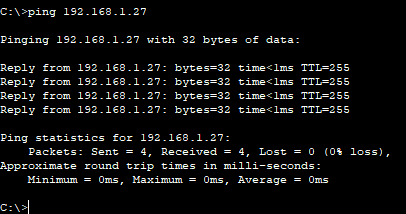 C:\>ping 192.168.1.27
Pinging 192.168.1.27 with 32 bytes of data:
Reply from 192.168.1.27: bytes=32 time<1ms TTL=255
Reply from 192.168.1.27: bytes=32 time<1ms TTL=255
Reply from 192.168.1.27: bytes=32 time<1ms TTL=255
Reply from 192.168.1.27: bytes=32 time<1ms TTL=255
Ping statistics for 192.168.1.27:
    Packets: Sent = 4, Received = 4, Lost = 0 (0% loss),
Approximate round trip times in milli-seconds:
    Minimum = 0ms, Maximum = 0ms, Average = 0ms
C:\>